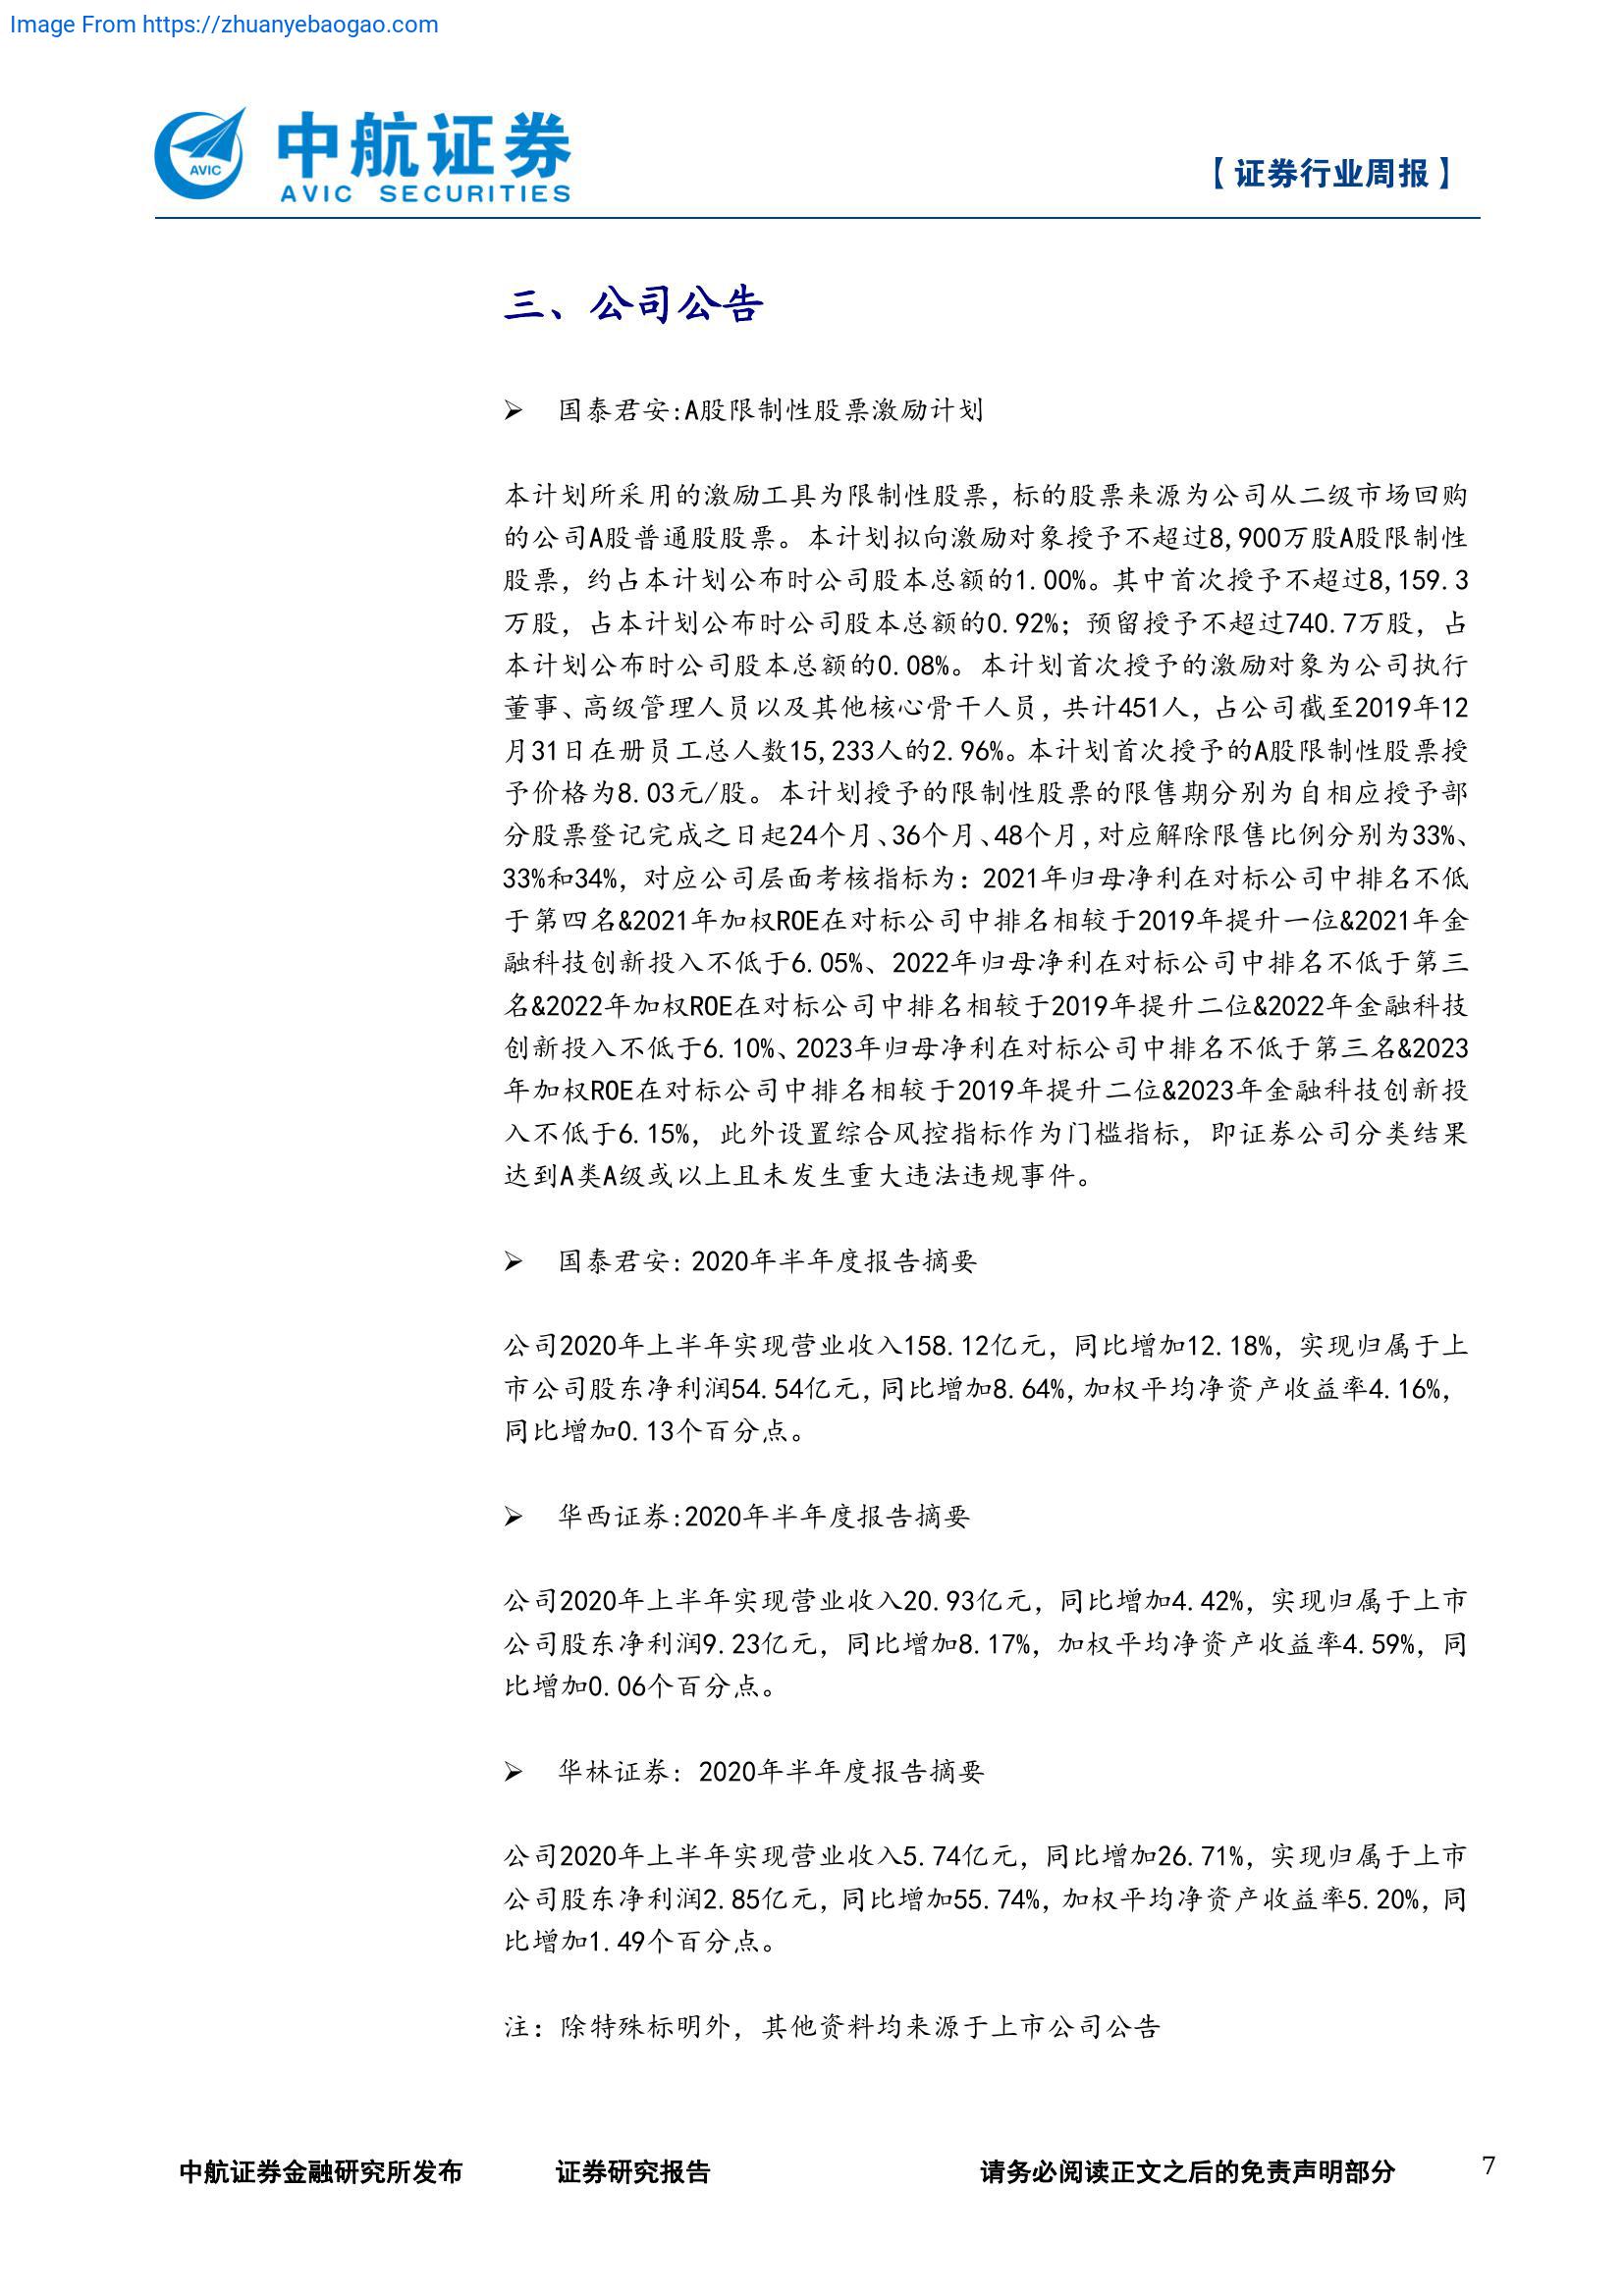 Image From https://zhuanyebaogao.com
AVIC
中航证券
AVIC SECURITIES
【证券行业周报】
三、公司公告
➢ 国泰君安:A股限制性股票激励计划
本计划所采用的激励工具为限制性股票，标的股票来源为公司从二级市场回购
的公司A股普通股股票。本计划拟向激励对象授予不超过8,900万股A股限制性
股票，约占本计划公布时公司股本总额的1.00%。其中首次授予不超过8,159.3
万股，占本计划公布时公司股本总额的0.92%；预留授予不超过740.7万股，占
本计划公布时公司股本总额的0.08%。本计划首次授予的激励对象为公司执行
董事、高级管理人员以及其他核心骨干人员，共计451人，占公司截至2019年12
月31日在册员工总人数15,233人的2.96%。本计划首次授予的A股限制性股票授
予价格为8.03元/股。本计划授予的限制性股票的限售期分别为自相应授予部
分股票登记完成之日起24个月、36个月、48个月，对应解除限售比例分别为33%、
33%和34%，对应公司层面考核指标为：2021年归母净利在对标公司中排名不低
于第四名&2021年加权ROE在对标公司中排名相较于2019年提升一位&2021年金
融科技创新投入不低于6.05%、2022年归母净利在对标公司中排名不低于第三
名&2022年加权ROE在对标公司中排名相较于2019年提升二位&2022年金融科技
创新投入不低于6.10%、2023年归母净利在对标公司中排名不低于第三名&2023
年加权ROE在对标公司中排名相较于2019年提升二位&2023年金融科技创新投
入不低于6.15%，此外设置综合风控指标作为门槛指标，即证券公司分类结果
达到A类A级或以上且未发生重大违法违规事件。
➢ 国泰君安：2020年半年度报告摘要
公司2020年上半年实现营业收入158.12亿元，同比增加12.18%，实现归属于上
市公司股东净利润54.54亿元，同比增加8.64%，加权平均净资产收益率4.16%，
同比增加0.13个百分点。
➢ 华西证券:2020年半年度报告摘要
公司2020年上半年实现营业收入20.93亿元，同比增加4.42%，实现归属于上市
公司股东净利润9.23亿元，同比增加8.17%，加权平均净资产收益率4.59%，同
比增加0.06个百分点。
➢ 华林证券：2020年半年度报告摘要
公司2020年上半年实现营业收入5.74亿元，同比增加26.71%，实现归属于上市
公司股东净利润2.85亿元，同比增加55.74%，加权平均净资产收益率5.20%，同
比增加1.49个百分点。
注：除特殊标明外，其他资料均来源于上市公司公告
中航证券金融研究所发布 证券研究报告 请务必阅读正文之后的免责声明部分 7